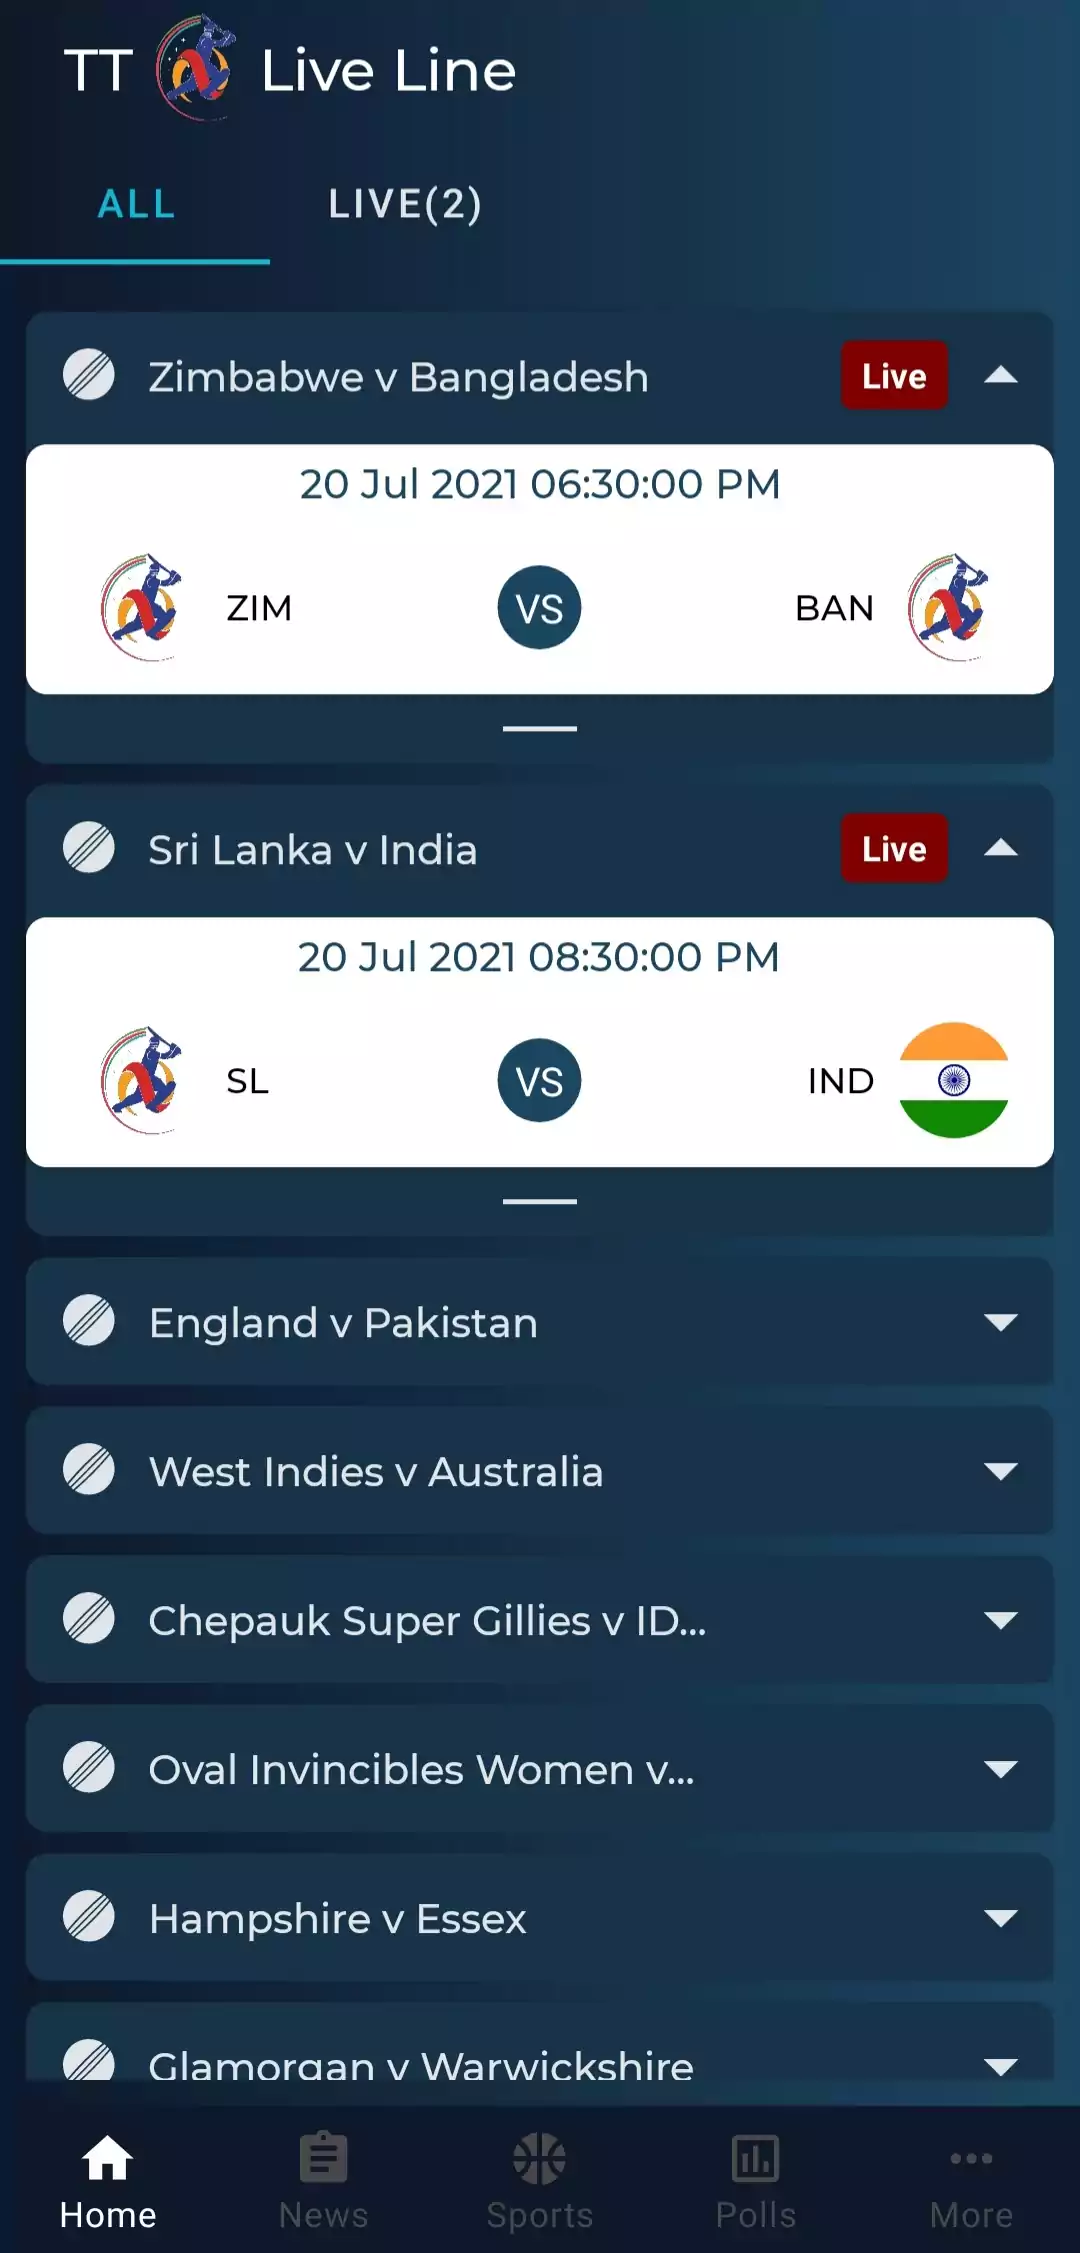 TT Live Line
ALL LIVE(2)
Zimbabwe v Bangladesh Live
20 Jul 2021 06:30:00 PM
ZIM VS BAN
Sri Lanka v India Live
20 Jul 2021 08:30:00 PM
SL VS IND
England v Pakistan
West Indies v Australia
Chepauk Super Gillies v ID...
Oval Invincibles Women v...
Hampshire v Essex
Glamorgan v Warwickshire
Home News Sports Polls More